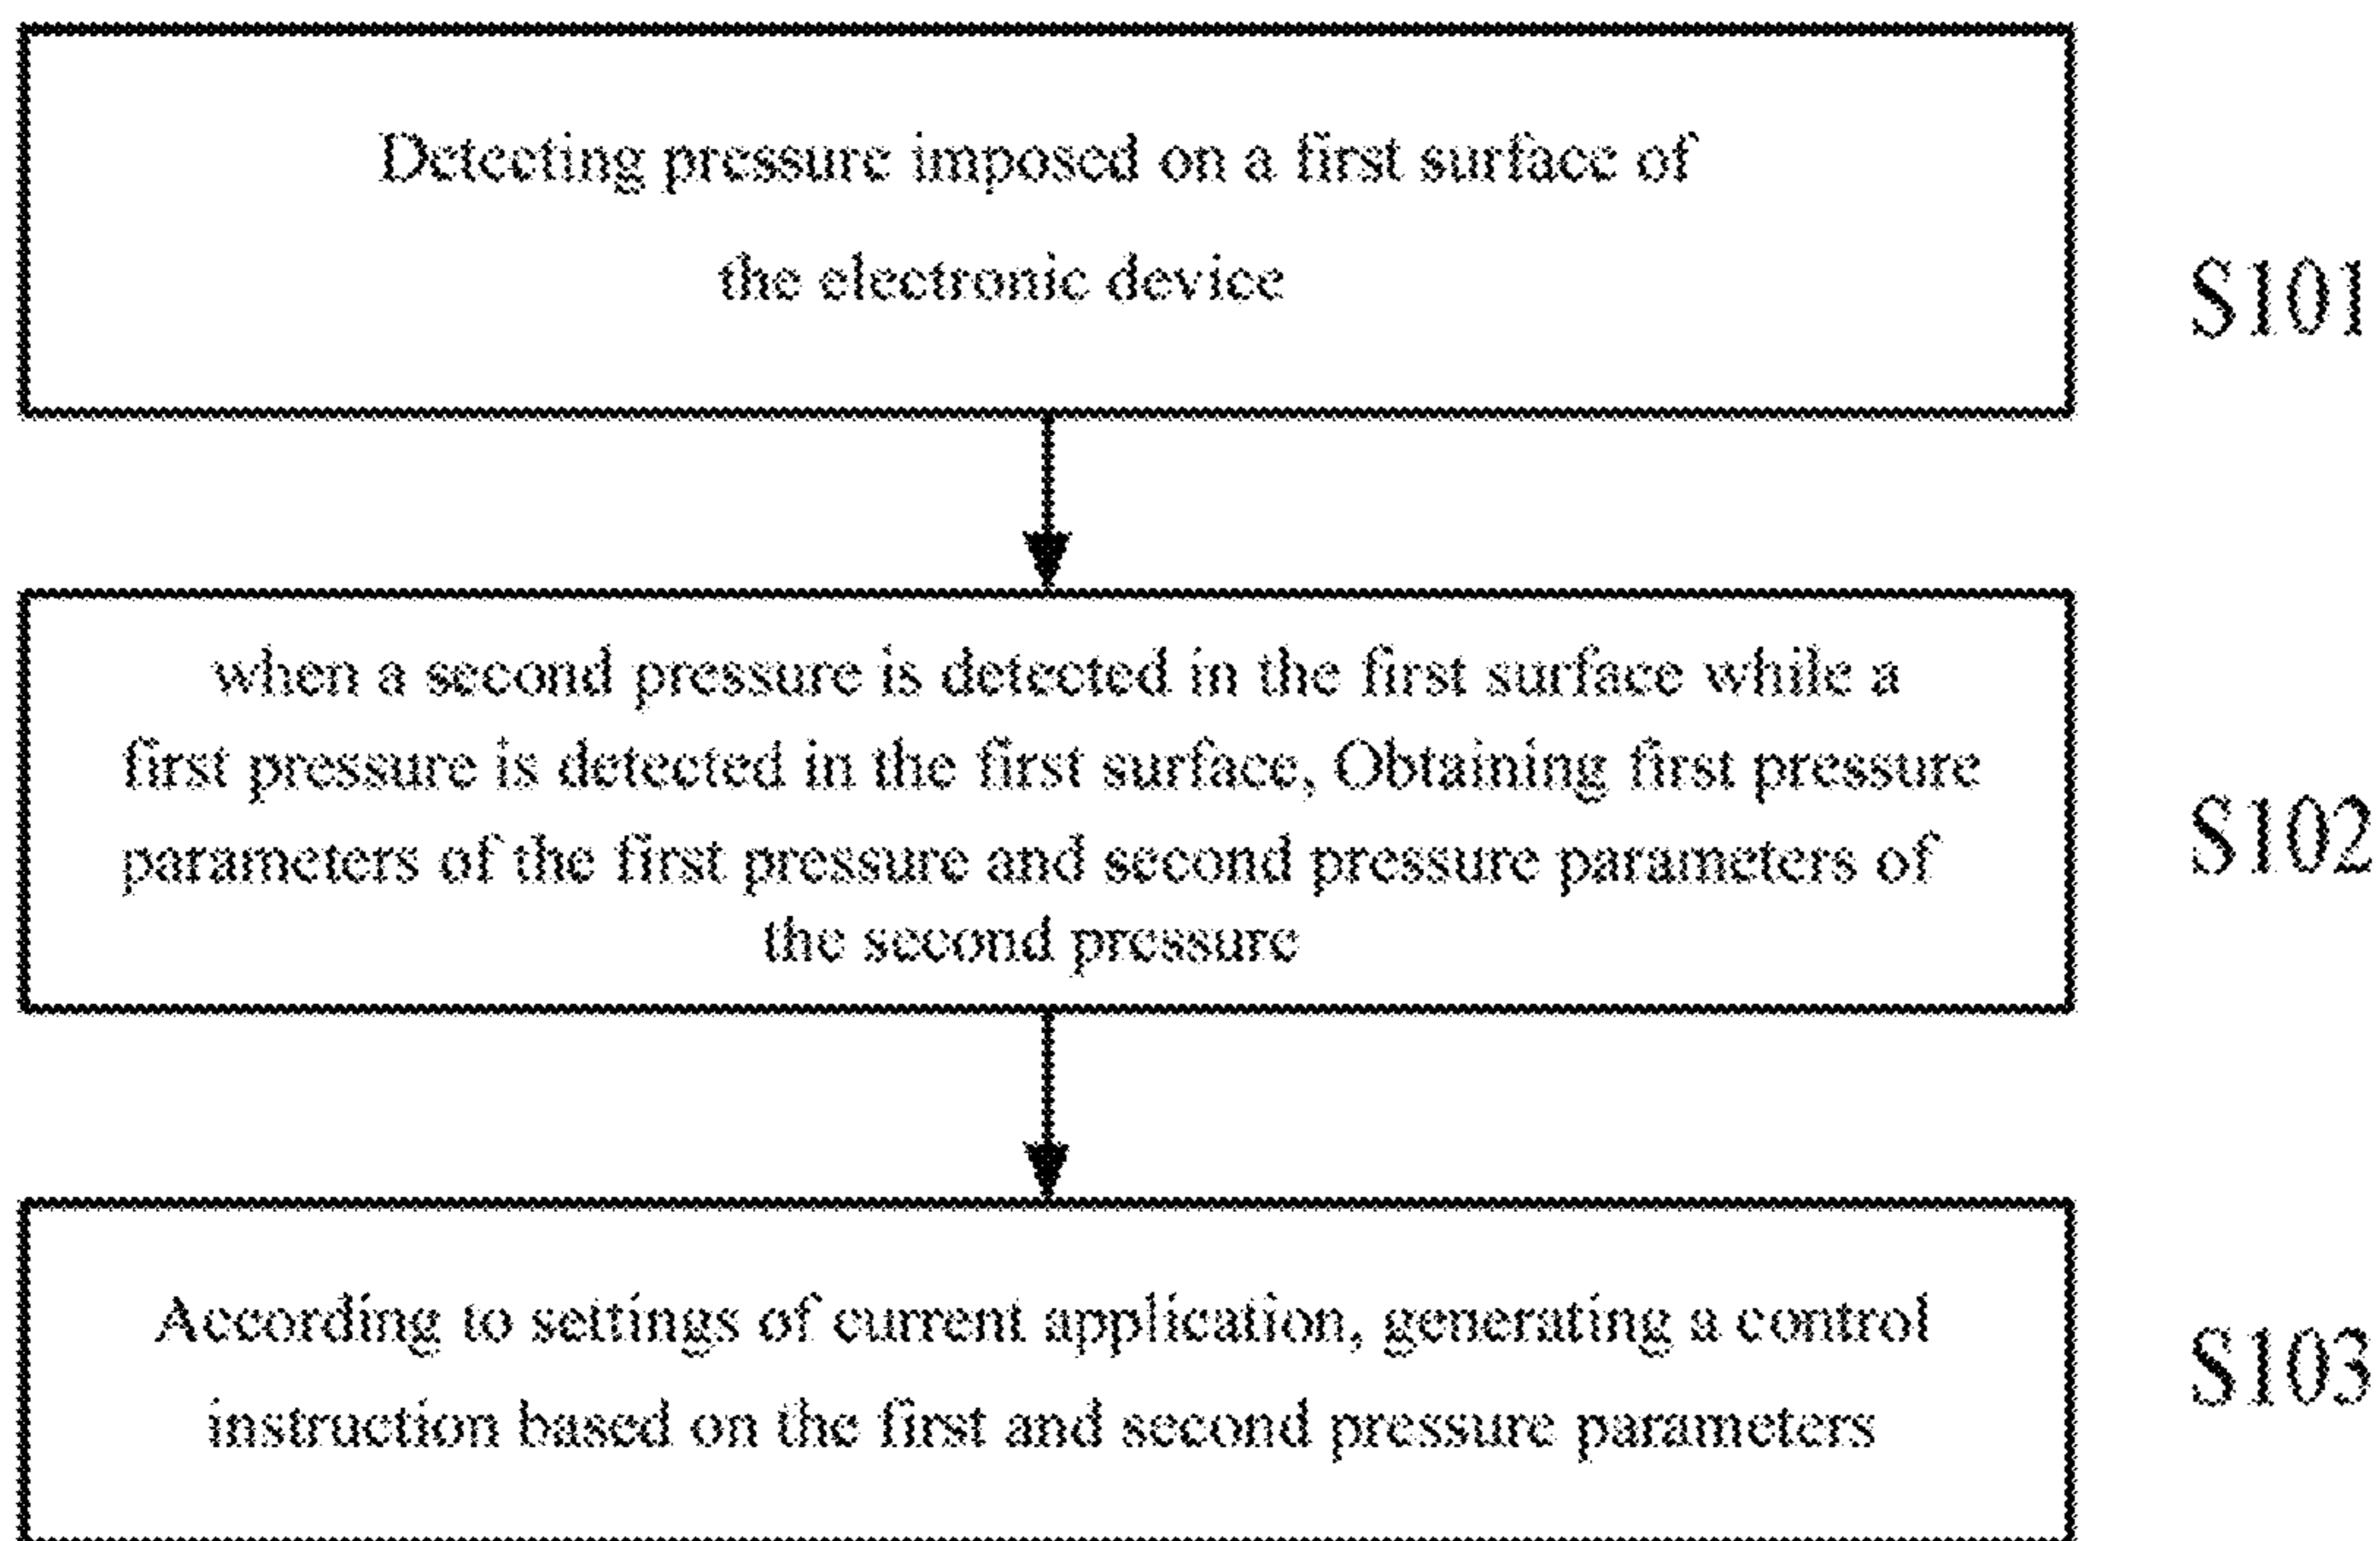 Detecting pressure imposed on a first surface of
the electronic device
S101
when a second pressure is detected in the first surface while a
first pressure is detected in the first surface, Obtaining first pressure
parameters of the first pressure and second pressure parameters of
the second pressure
S102
According to settings of current application, generating a control
instruction based on the first and second pressure parameters
S103